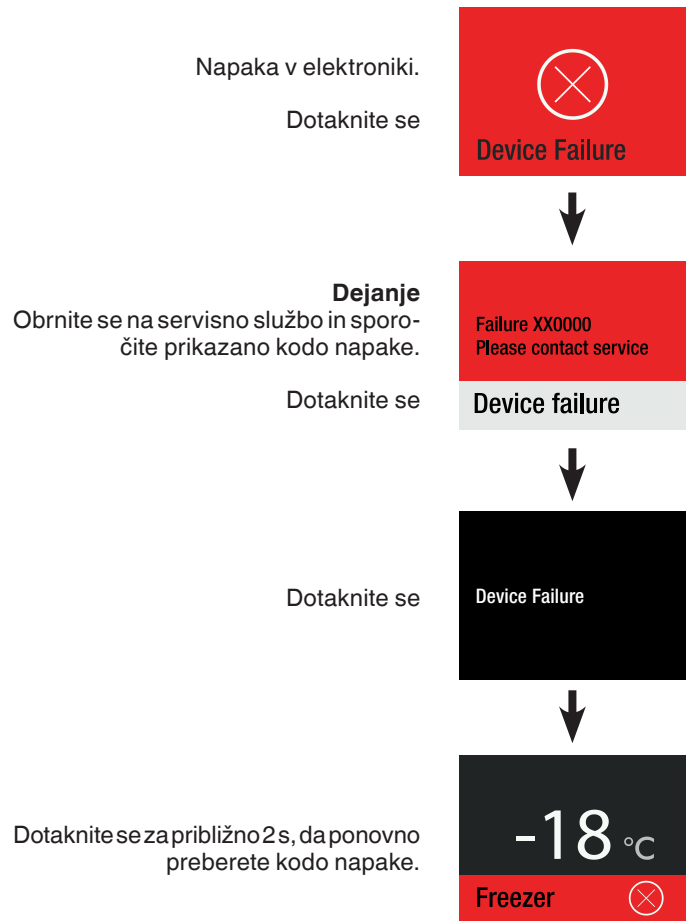 Napaka v elektroniki.
Dotaknite se
Device Failure
Dejanje
Obrnite se na servisno službo in sporo-
čite prikazano kodo napake.
Dotaknite se
Failure XX0000
Please contact service
Device failure
Dotaknite se
Device Failure
Dotaknite se za približno 2 s, da ponovno
preberete kodo napake.
-18 °C
Freezer